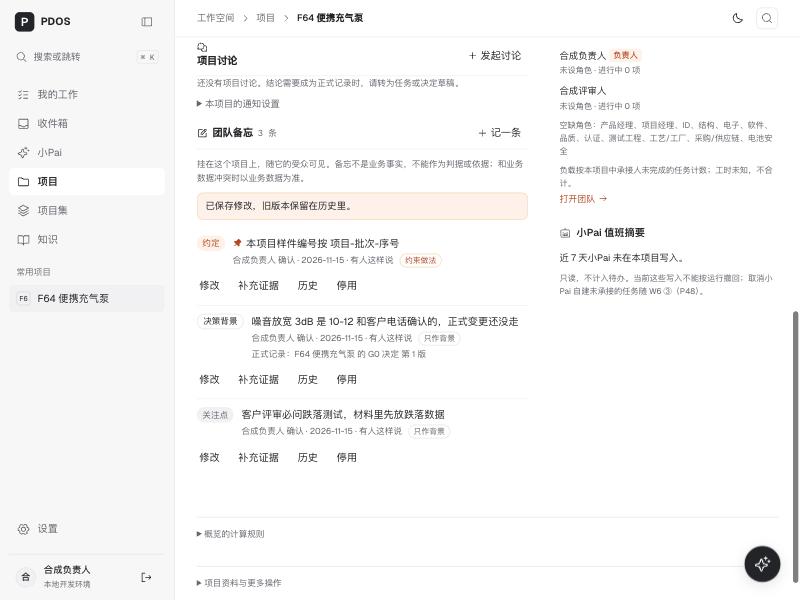 P PDOS
搜索或跳转 ⌘ K
我的工作
收件箱
小Pai
项目
项目集
知识
常用项目
F6 F64 便携充气泵
设置
合 合成负责人
本地开发环境
工作空间 > 项目 > F64 便携充气泵
项目讨论
+ 发起讨论
还没有项目讨论。结论需要成为正式记录时，请转为任务或决定草稿。
▶ 本项目的通知设置
团队备忘 3 条
+ 记一条
挂在这个项目上，随它的受众可见。备忘不是业务事实，不能作为判据或依据；和业务
数据冲突时以业务数据为准。
已保存修改，旧版本保留在历史里。
约定 本项目样件编号按 项目-批次-序号
合成负责人 确认 · 2026-11-15 · 有人这样说 约束做法
修改 补充证据 历史 停用
决策背景 噪音放宽 3dB 是 10-12 和客户电话确认的，正式变更还没走
合成负责人 确认 · 2026-11-15 · 有人这样说 只作背景
正式记录：F64 便携充气泵 的 G0 决定 第 1 版
修改 补充证据 历史 停用
关注点 客户评审必问跌落测试，材料里先放跌落数据
合成负责人 确认 · 2026-11-15 · 有人这样说 只作背景
修改 补充证据 历史 停用
▶ 概览的计算规则
▶ 项目资料与更多操作
合成负责人 负责人
未设角色 · 进行中 0 项
合成评审人
未设角色 · 进行中 0 项
空缺角色：产品经理、项目经理、ID、结构、电子、软件、
品质、认证、测试工程、工艺/工厂、采购/供应链、电池安
全
负载按本项目中承接人未完成的任务计数；工时未知，不合
计。
打开团队 →
小Pai 值班摘要
近 7 天小Pai 未在本项目写入。
只读，不计入待办。当前这些写入不能按运行撤回；取消小
Pai 自建未承接的任务随 W6 ③（P48）。